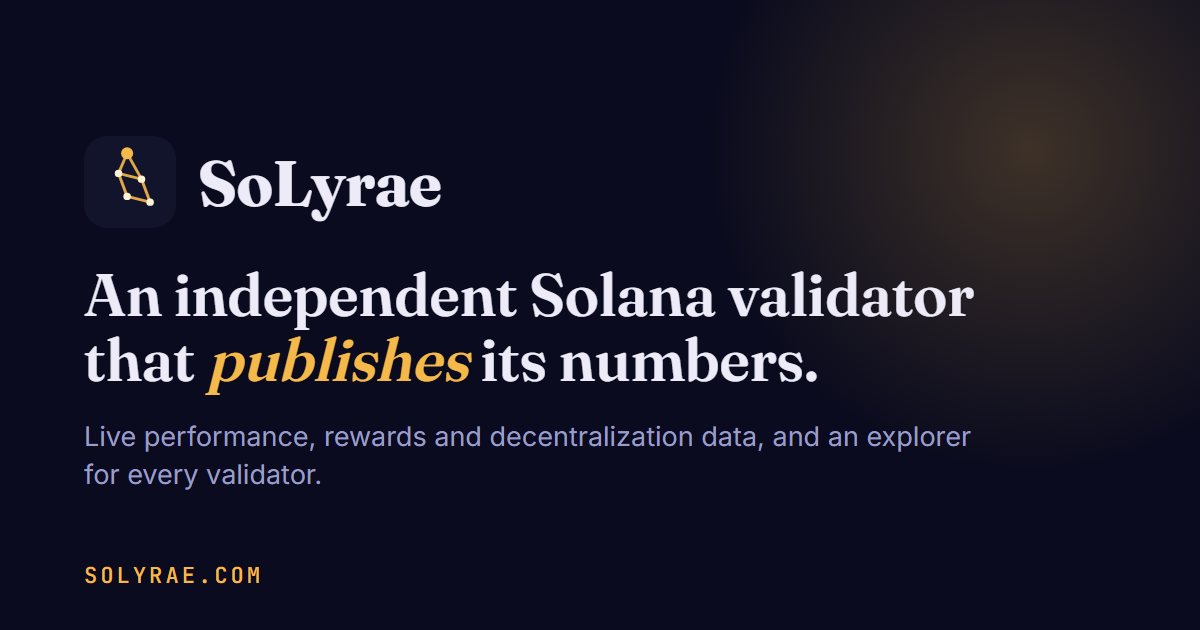 SoLyrae
An independent Solana validator
that publishes its numbers.
Live performance, rewards and decentralization data, and an explorer
for every validator.
SOLYRAE.COM